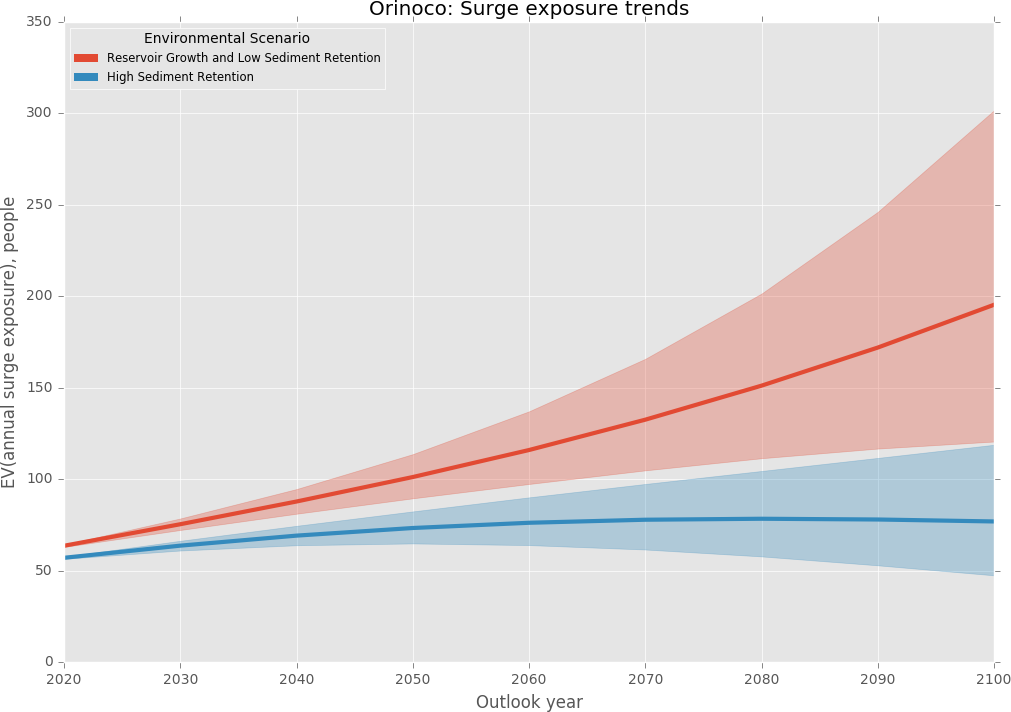 Orinoco: Surge exposure trends
Environmental Scenario
Reservoir Growth and Low Sediment Retention
High Sediment Retention
EV(annual surge exposure), people
350
300
250
200
150
100
50
0
2020 2030 2040 2050 2060 2070 2080 2090 2100
Outlook year